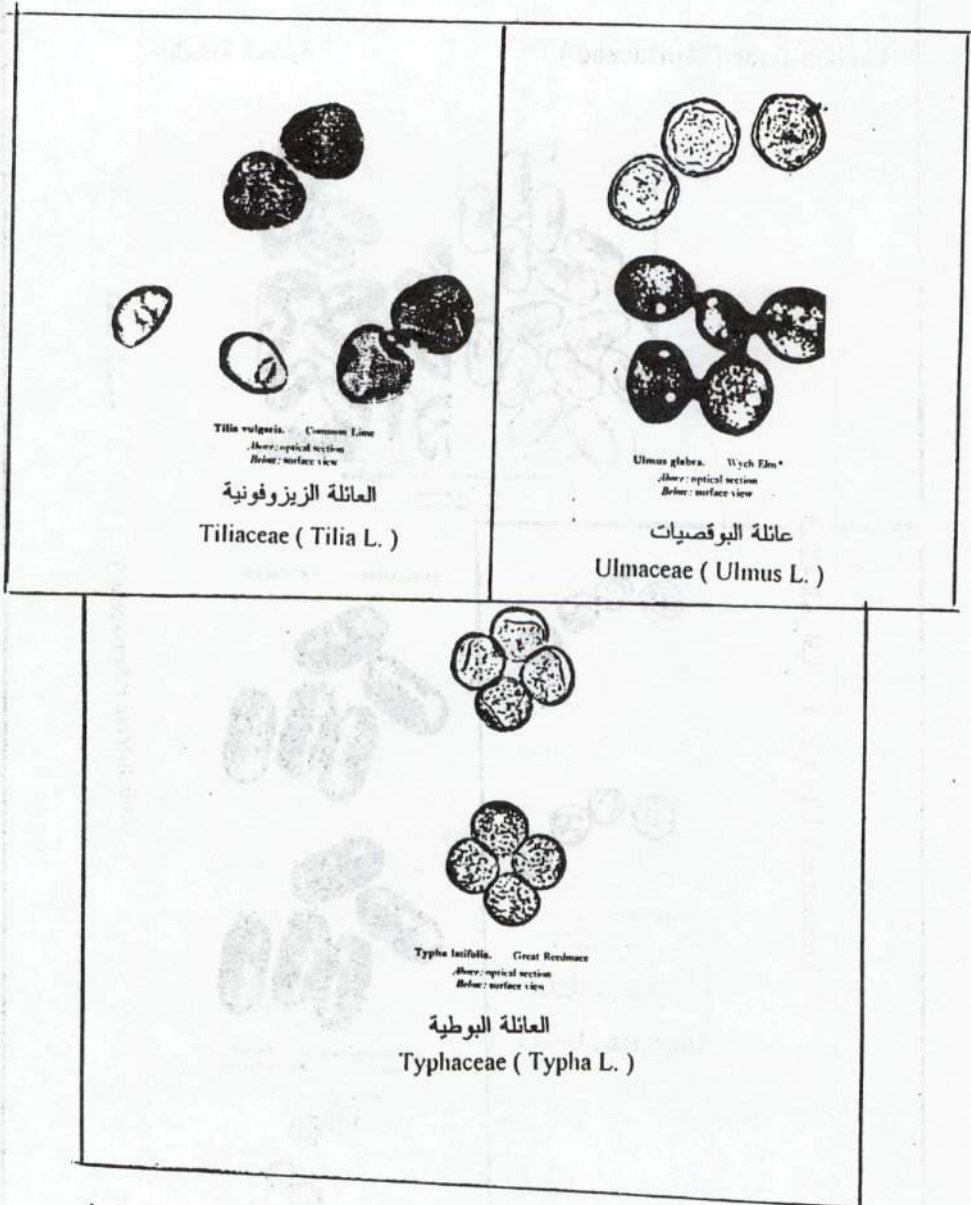 Tilia vulgaris. Common Lime
Above: optical section
Below: surface view
العائلة الزيزوفونية
Tiliaceae ( Tilia L. )
Ulmus glabra. Wych Elm*
Above: optical section
Below: surface view
عائلة البوقصيات
Ulmaceae ( Ulmus L. )
Typha latifolia. Great Reedmace
Above: optical section
Below: surface view
العائلة البوطية
Typhaceae ( Typha L. )